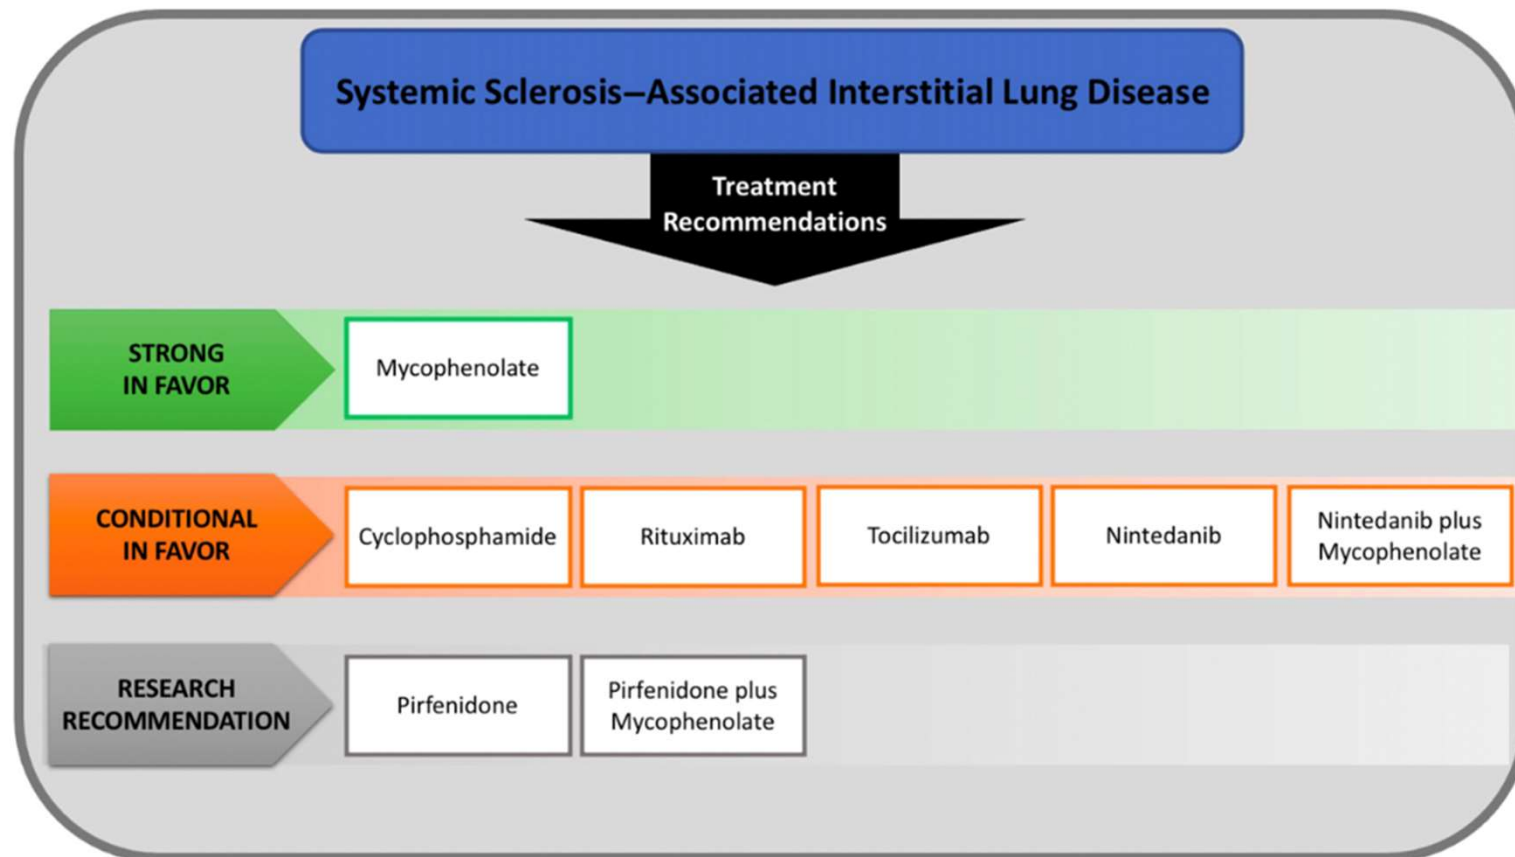 Systemic Sclerosis–Associated Interstitial Lung Disease
Treatment
Recommendations
STRONG
IN FAVOR
Mycophenolate
CONDITIONAL
IN FAVOR
Cyclophosphamide
Rituximab
Tocilizumab
Nintedanib
Nintedanib plus
Mycophenolate
RESEARCH
RECOMMENDATION
Pirfenidone
Pirfenidone plus
Mycophenolate